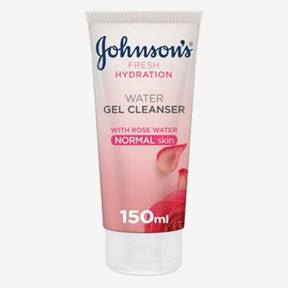 Johnson's
FRESH
HYDRATION
WATER
GEL CLEANSER
WITH ROSE WATER
NORMAL skin
150ml